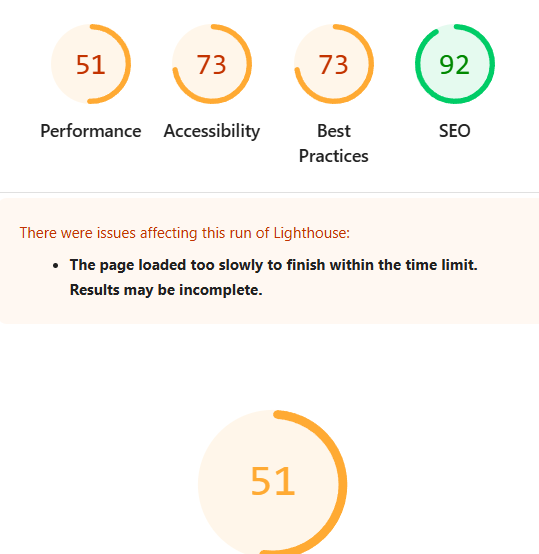 51
73
73
92
Performance
Accessibility
Best
Practices
SEO
There were issues affecting this run of Lighthouse:
• The page loaded too slowly to finish within the time limit.
Results may be incomplete.
51